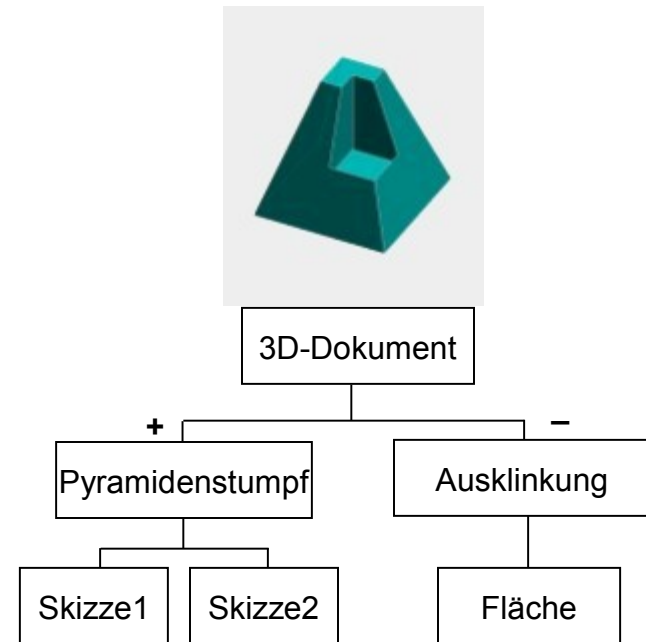 3D-Dokument
+ –
Pyramidenstumpf Ausklinkung
Skizze1 Skizze2 Fläche